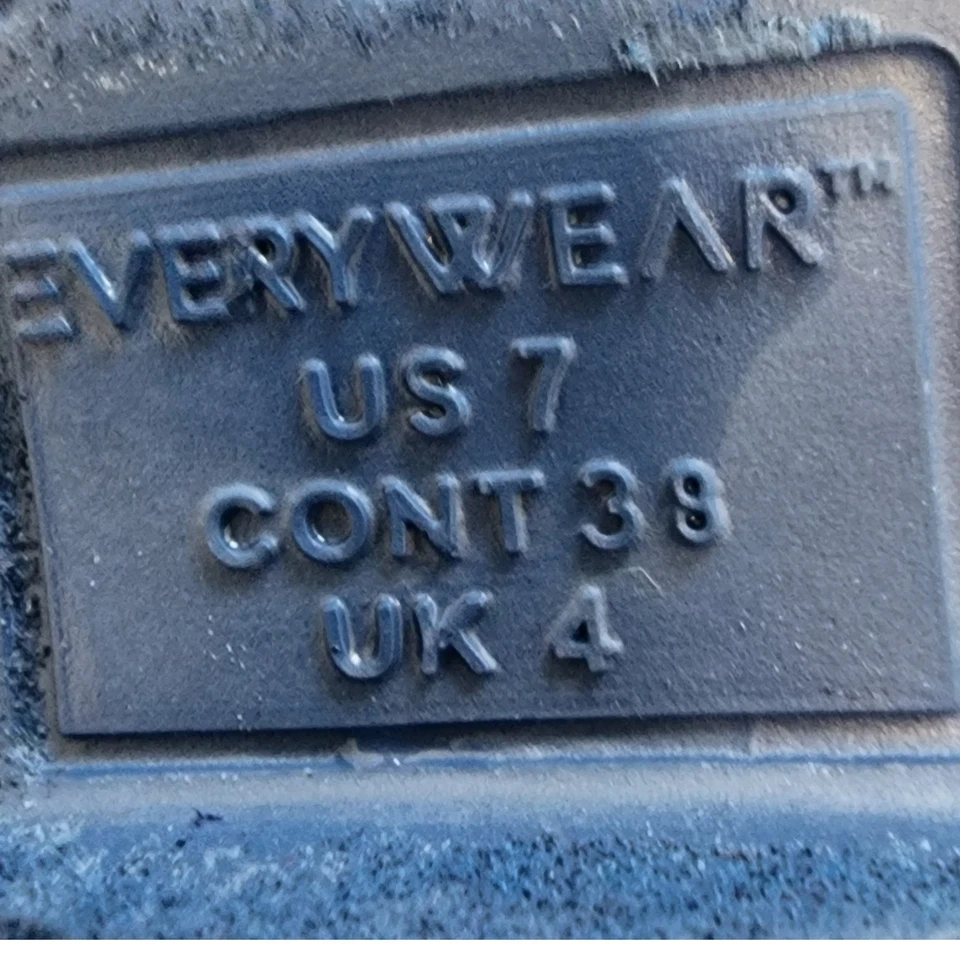 EVERYWEAR™
US 7
CONT 38
UK 4